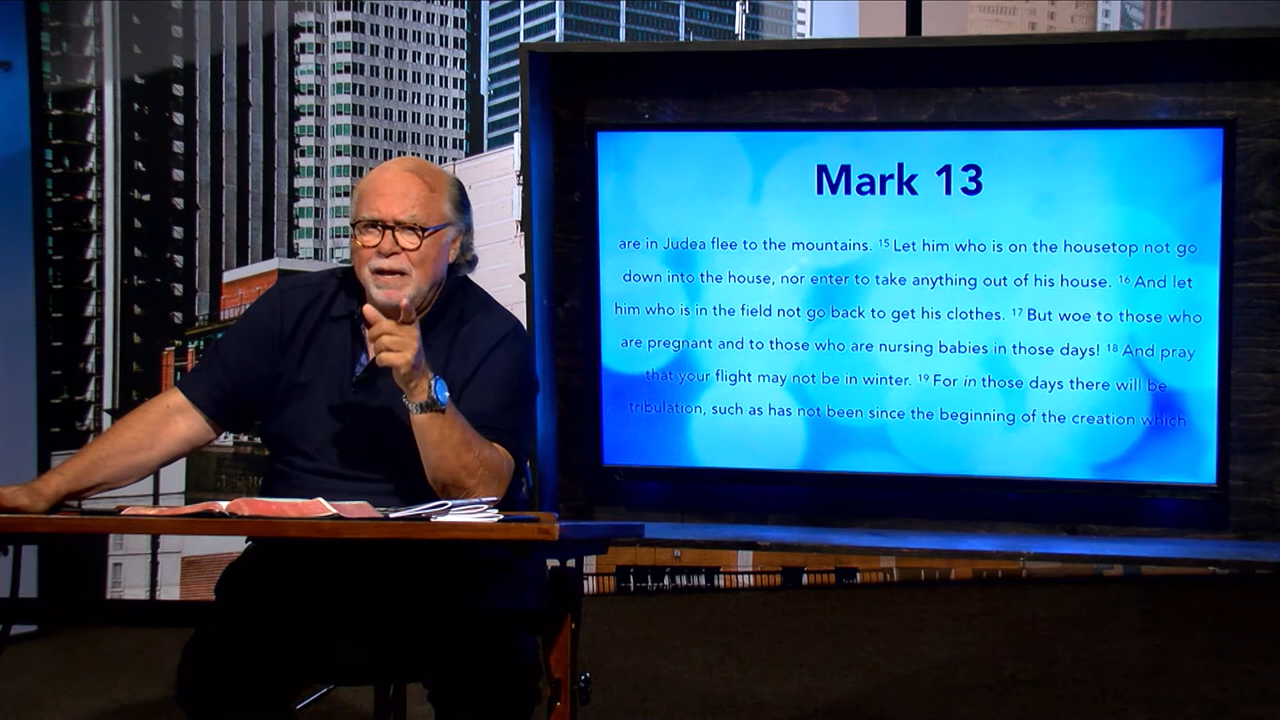 Mark 13
are in Judea flee to the mountains. 15 Let him who is on the housetop not go
down into the house, nor enter to take anything out of his house. 16 And let
him who is in the field not go back to get his clothes. 17 But woe to those who
are pregnant and to those who are nursing babies in those days! 18 And pray
that your flight may not be in winter. 19 For in those days there will be
tribulation, such as has not been since the beginning of the creation which